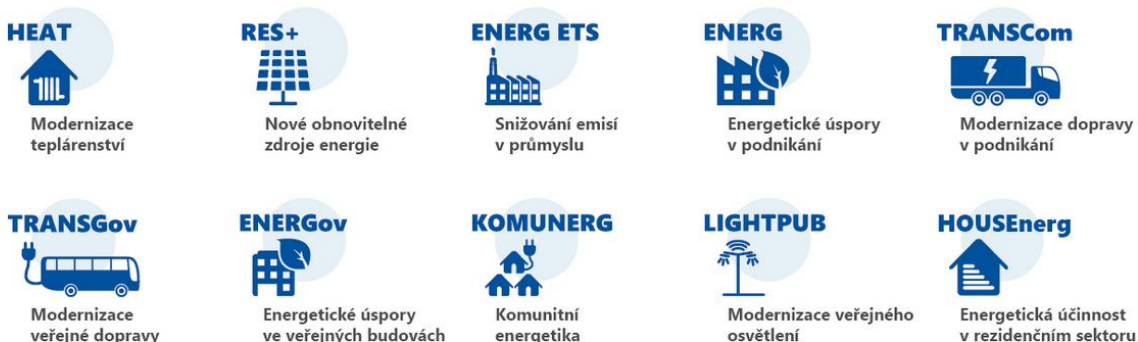 HEAT
Modernizace
teplárenství
RES+
Nové obnovitelné
zdroje energie
ENERG ETS
Snižování emisí
v průmyslu
ENERG
Energetické úspory
v podnikání
TRANSCom
Modernizace dopravy
v podnikání
TRANSGov
Modernizace
veřejné dopravy
ENERGov
Energetické úspory
ve veřejných budovách
KOMUNERG
Komunitní
energetika
LIGHTPUB
Modernizace veřejného
osvětlení
HOUSEnerg
Energetická účinnost
v rezidenčním sektoru